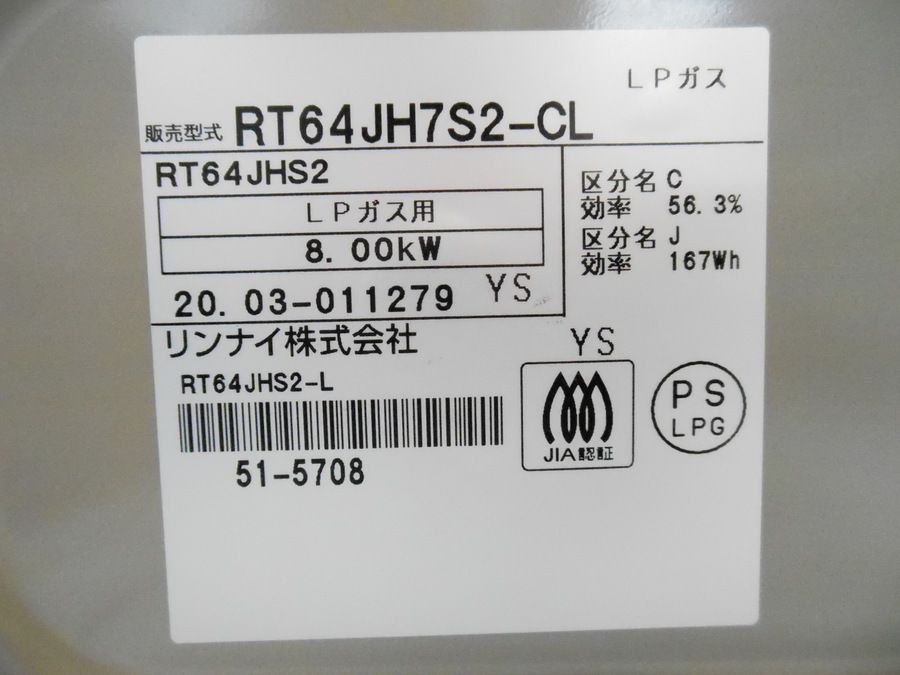 LPガス
販売型式 RT64JH7S2-CL
RT64JHS2
LPガス用
8.00kW
20.03-011279 YS
区分名 C
効率 56.3%
区分名 J
効率 167Wh
リンナイ株式会社
YS
RT64JHS2-L
51-5708
JIA認証
PS
LPG